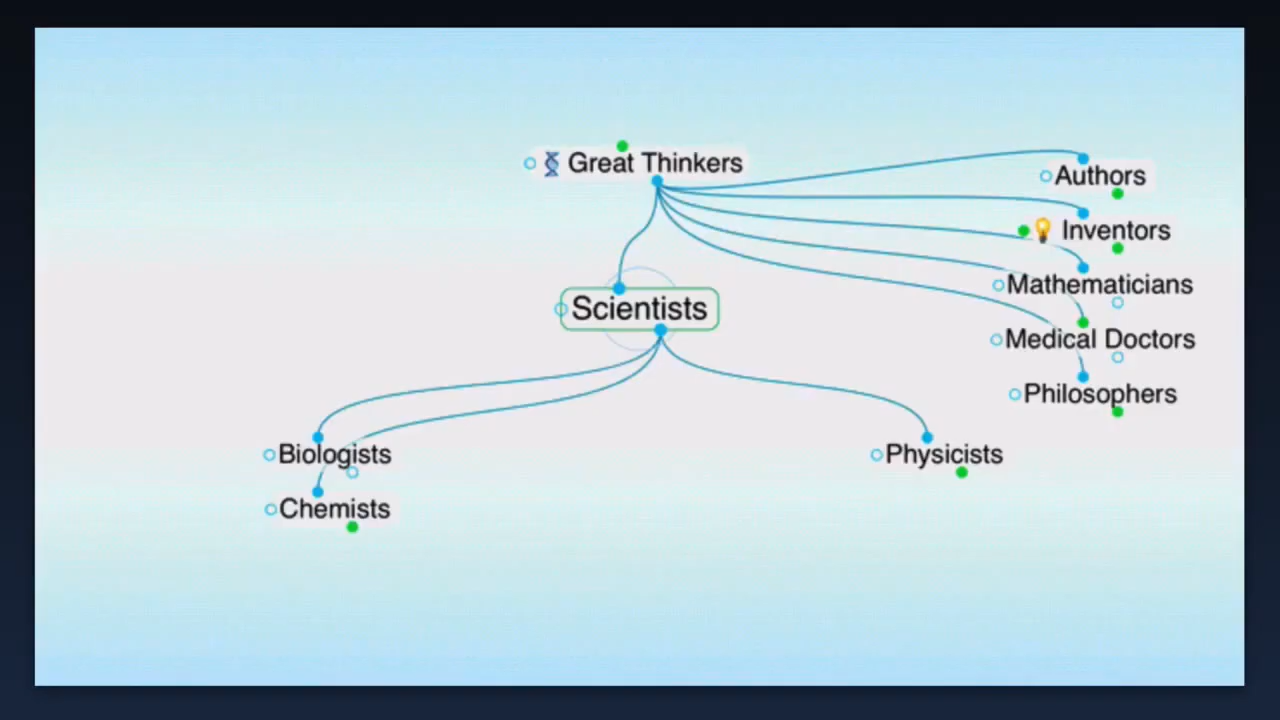 Great Thinkers
Authors
Inventors
Mathematicians
Medical Doctors
Philosophers
Scientists
Biologists
Chemists
Physicists